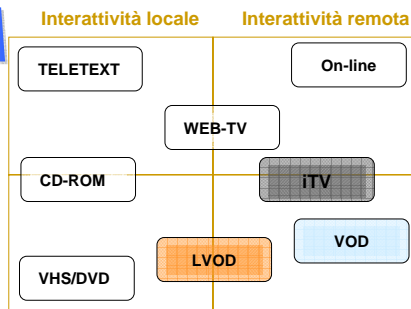 Interattività locale
Interattività remota
TELETEXT
On-line
WEB-TV
CD-ROM
iTV
VOD
LVOD
VHS/DVD